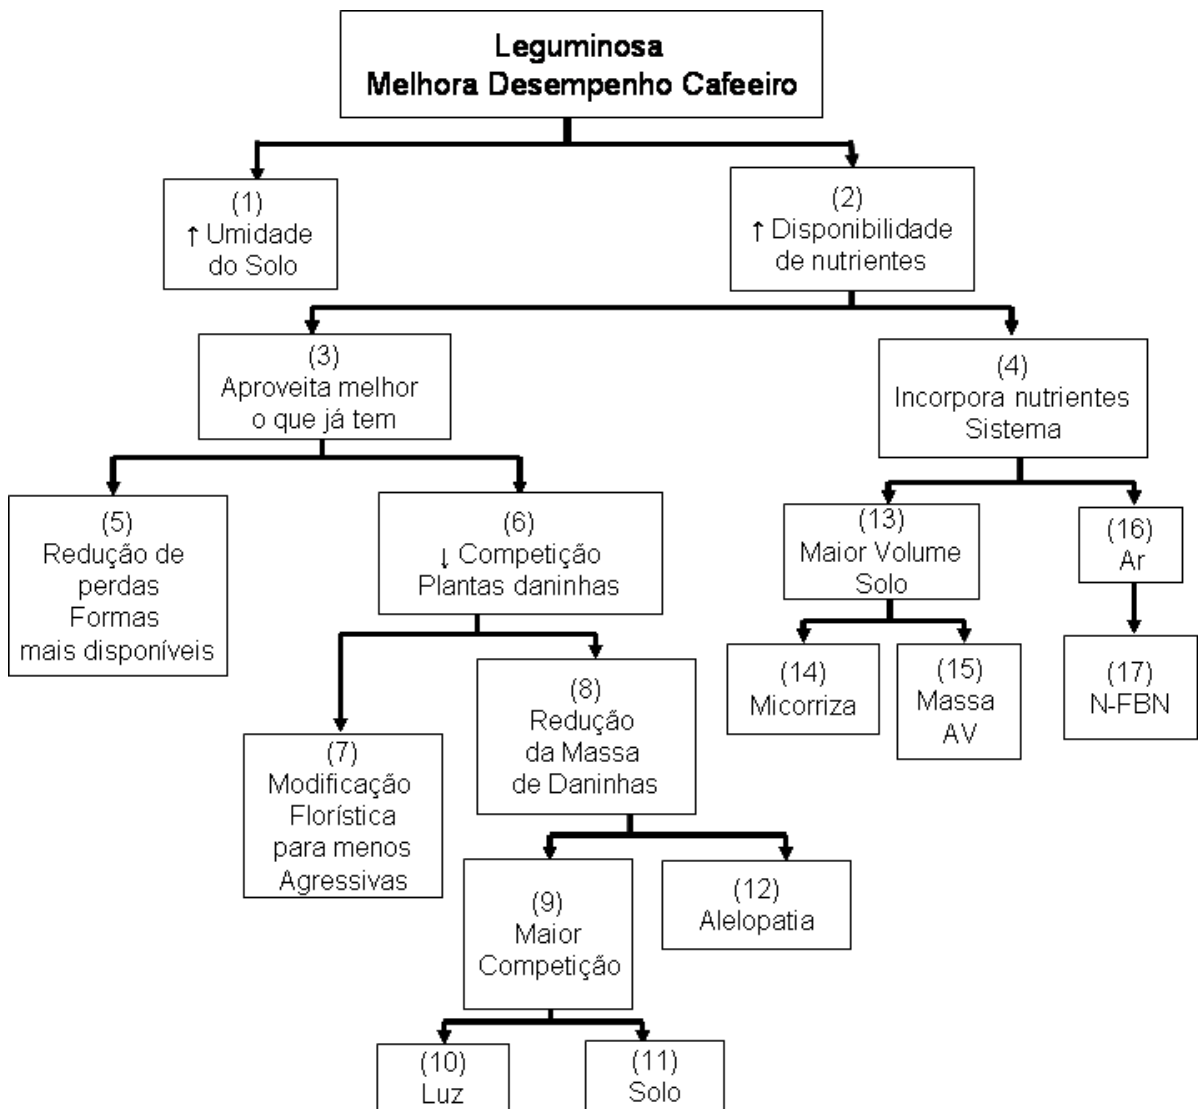 Leguminosa
Melhora Desempenho Cafeeiro
(1)
↑ Umidade
do Solo
(2)
↑ Disponibilidade
de nutrientes
(3)
Aproveita melhor
o que já tem
(4)
Incorpora nutrientes
Sistema
(5)
Redução de
perdas
Formas
mais disponíveis
(6)
↓ Competição
Plantas daninhas
(13)
Maior Volume
Solo
(16)
Ar
(7)
Modificação
Florística
para menos
Agressivas
(8)
Redução
da Massa
de Daninhas
(14)
Micorriza
(15)
Massa
AV
(17)
N-FBN
(9)
Maior
Competição
(12)
Alelopatia
(10)
Luz
(11)
Solo